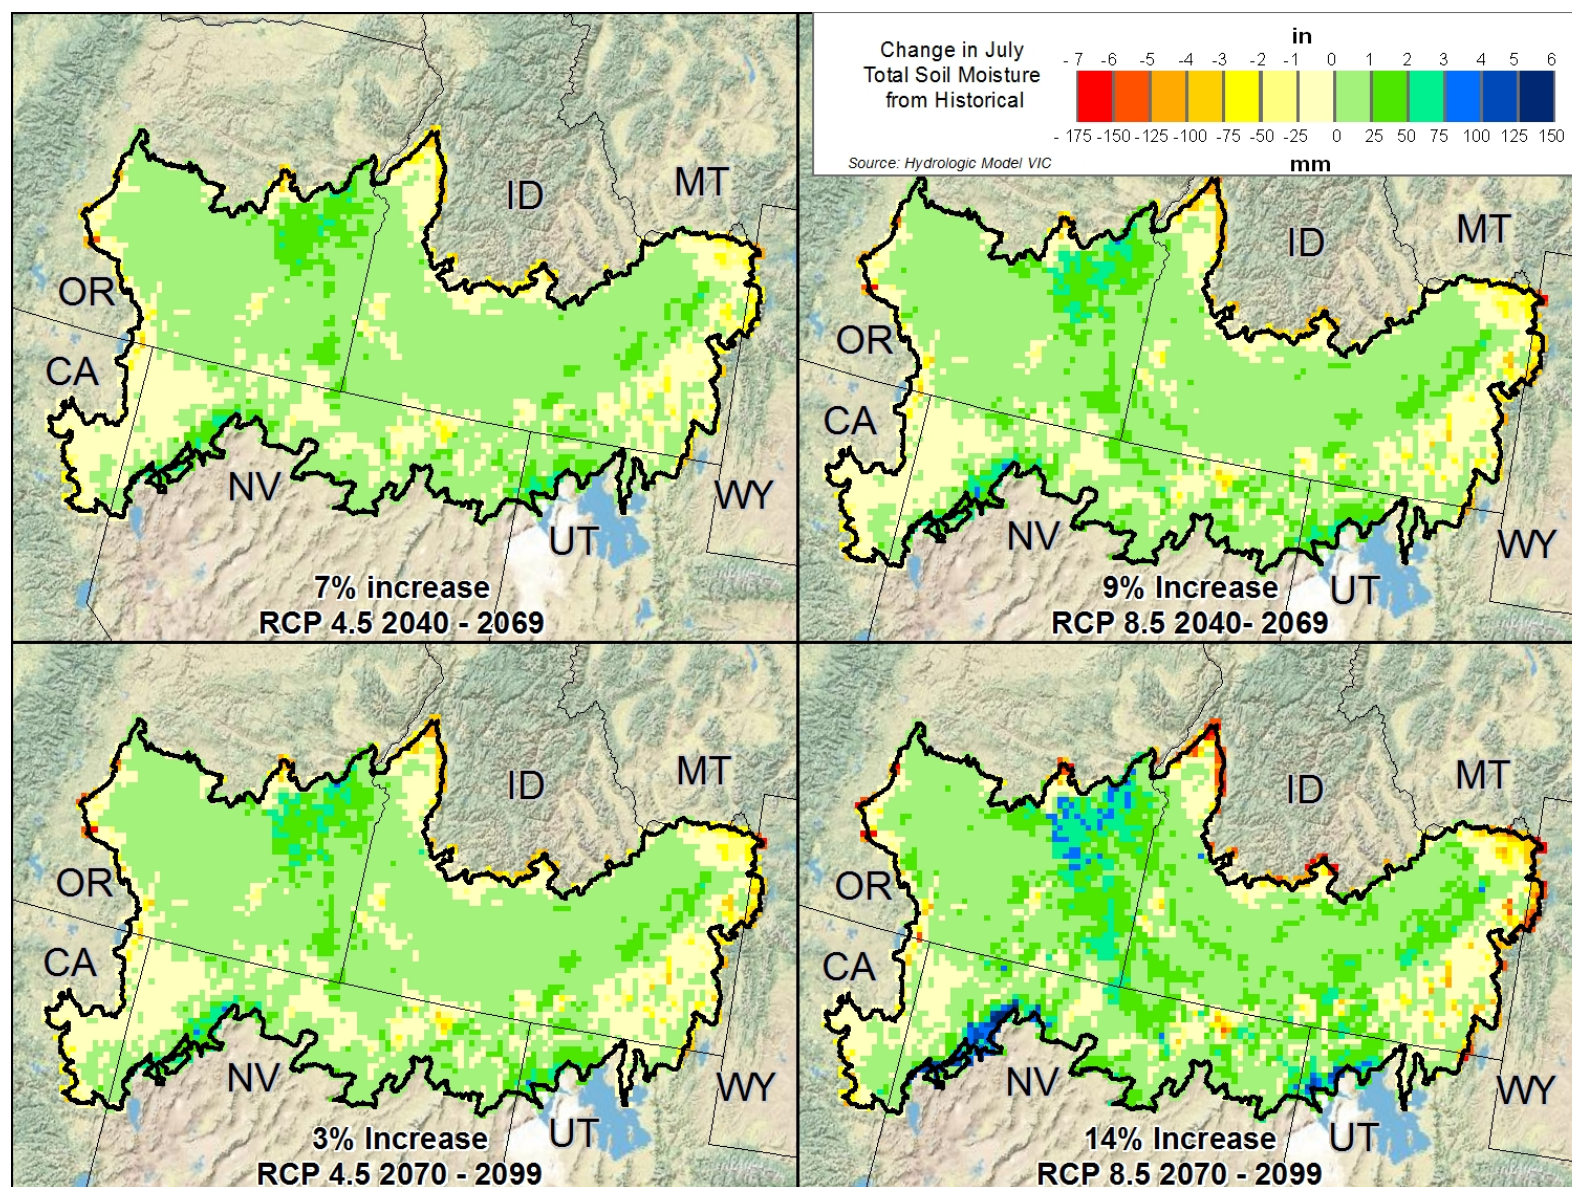 Change in July
Total Soil Moisture
from Historical
in
- 7 -6 -5 -4 -3 -2 -1 0 1 2 3 4 5 6
- 175 -150 -125 -100 -75 -50 -25 0 25 50 75 100 125 150
Source: Hydrologic Model VIC
mm
ID
MT
OR
CA
NV
UT
WY
7% increase
RCP 4.5 2040 - 2069
ID
MT
OR
CA
NV
UT
WY
9% Increase
RCP 8.5 2040- 2069
ID
MT
OR
CA
NV
UT
WY
3% Increase
RCP 4.5 2070 - 2099
ID
MT
OR
CA
NV
UT
WY
14% Increase
RCP 8.5 2070 - 2099